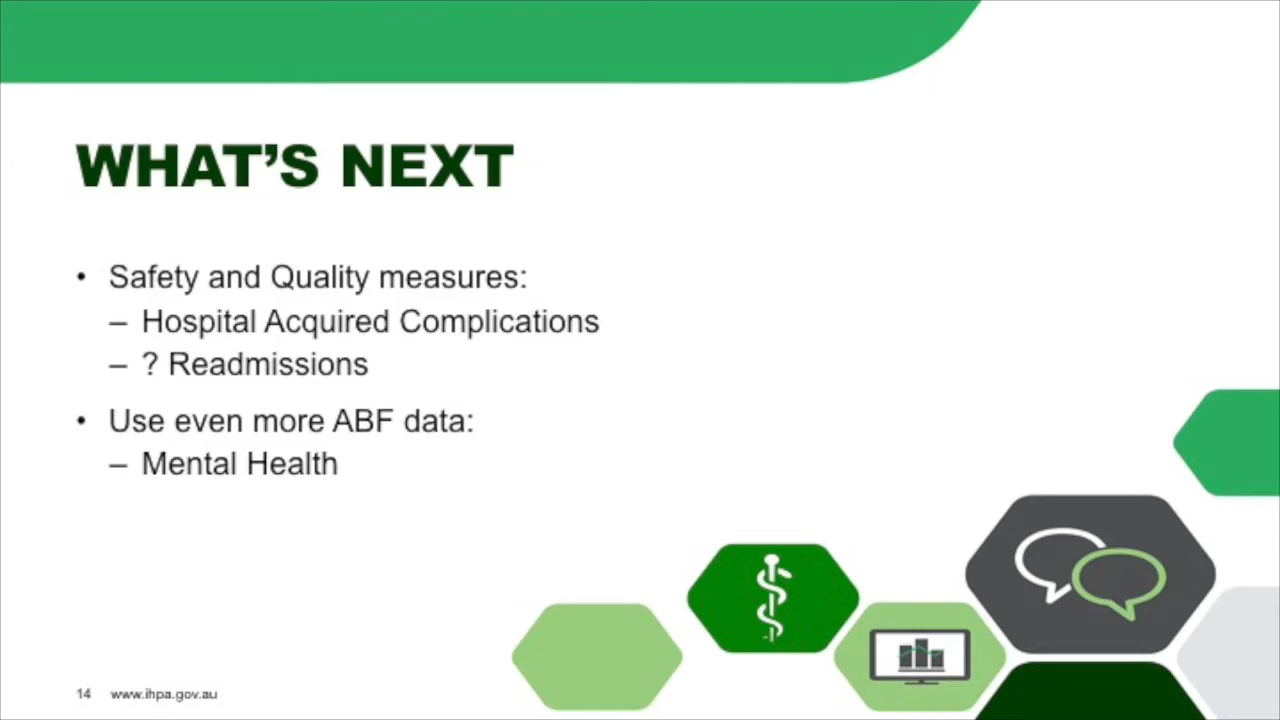 WHAT’S NEXT
• Safety and Quality measures:
– Hospital Acquired Complications
– ? Readmissions
• Use even more ABF data:
– Mental Health
14 www.ihpa.gov.au